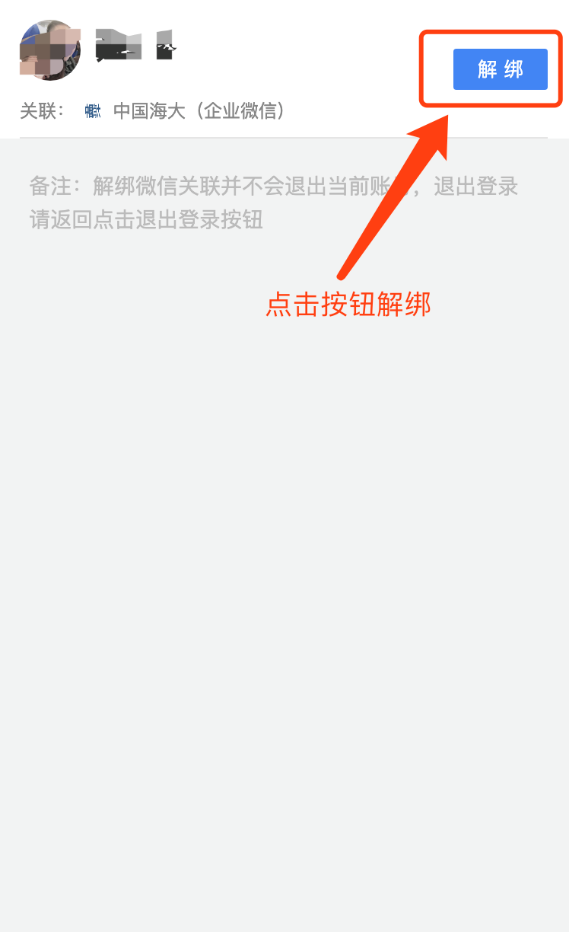 解 绑
关联： 中国海大（企业微信）
备注：解绑微信关联并不会退出当前账，退出登录
请返回点击退出登录按钮
点击按钮解绑